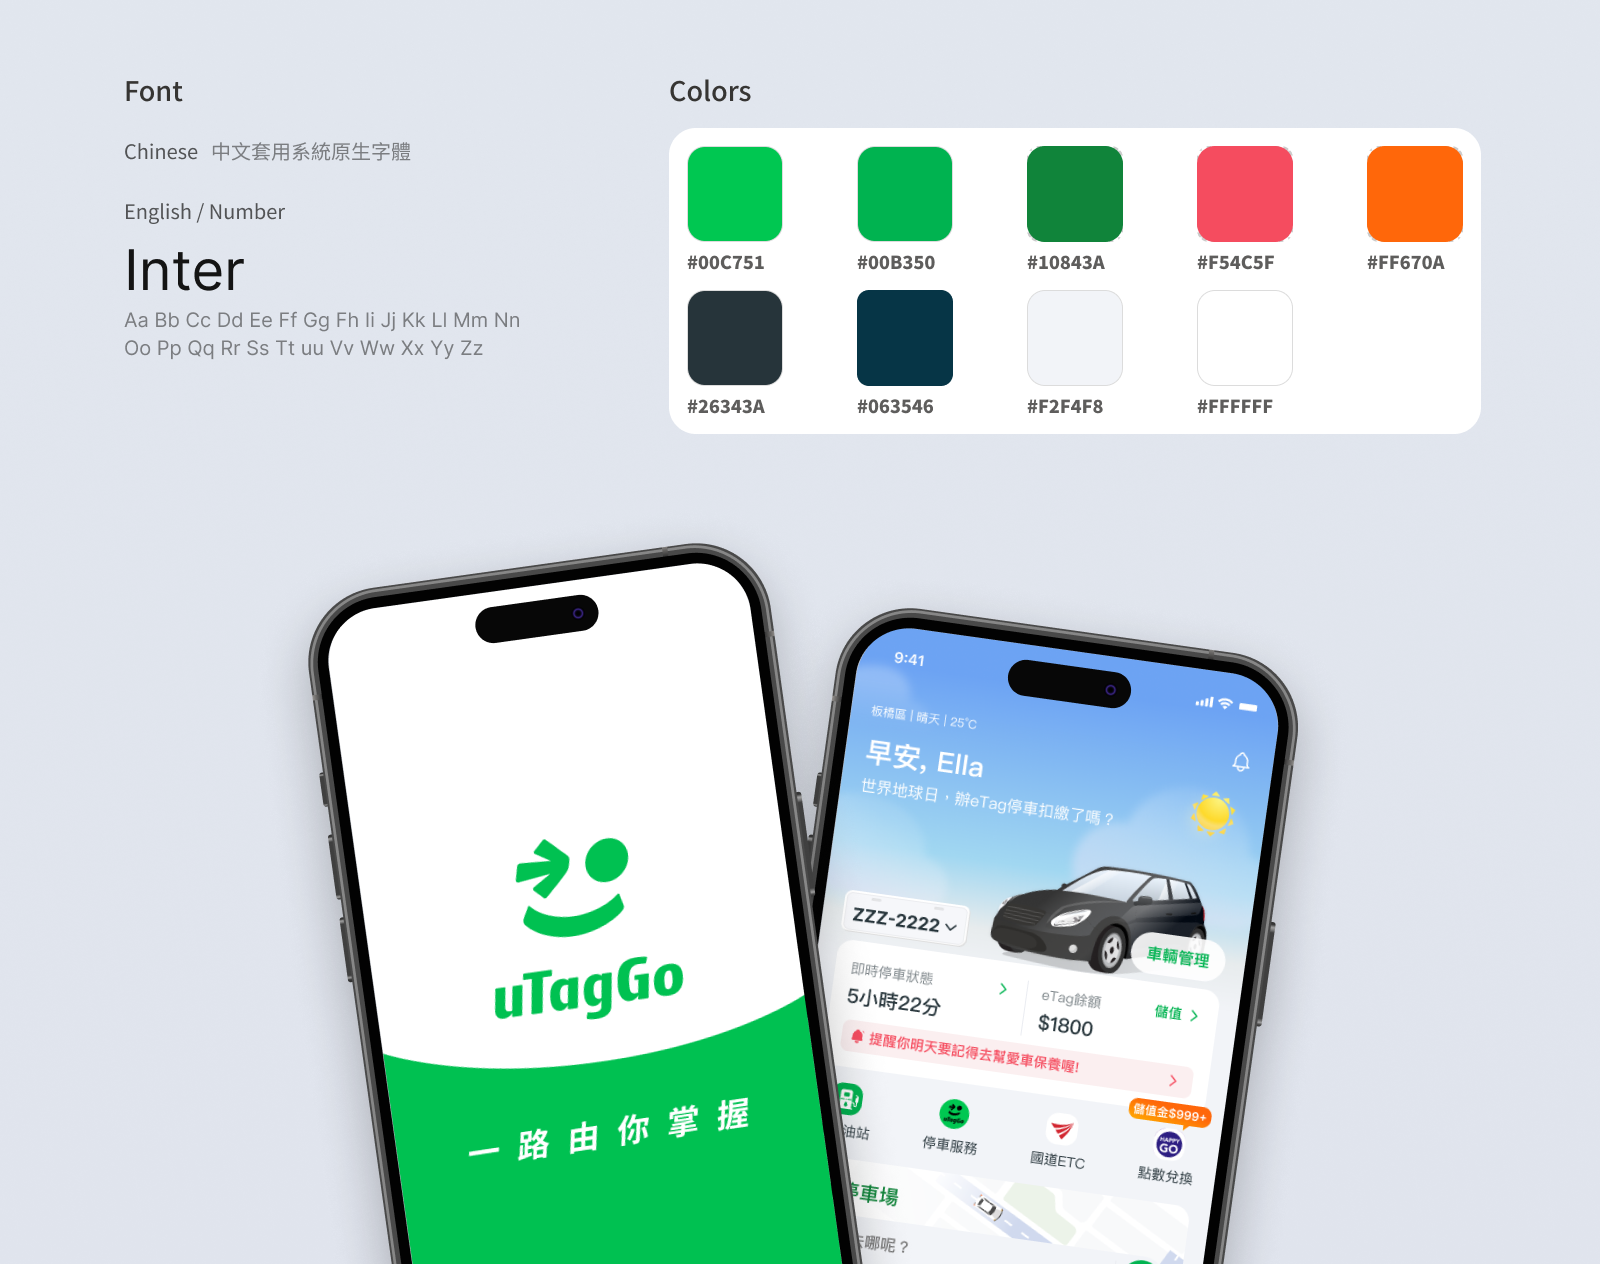 Font
Chinese 中文套用系統原生字體
English / Number
Inter
Aa Bb Cc Dd Ee Ff Gg Fh Ii Jj Kk Ll Mm Nn
Oo Pp Qq Rr Ss Tt uu Vv Ww Xx Yy Zz
Colors
#00C751 #00B350 #10843A #F54C5F #FF670A
#26343A #063546 #F2F4F8 #FFFFFF
uTagGo
一路由你掌握
9:41
板橋區 | 晴天 | 25°C
早安, Ella
世界地球日，辦eTag停車扣繳了嗎？
ZZZ-2222
車輛管理
即時停車狀態
5小時22分
eTag餘額
儲值
$1800
提醒你明天要記得去幫愛車保養喔!
儲值金$999+
uTagGo
HAPPY
GO
油站 停車服務 國道ETC 點數兌換
車場
哪呢？